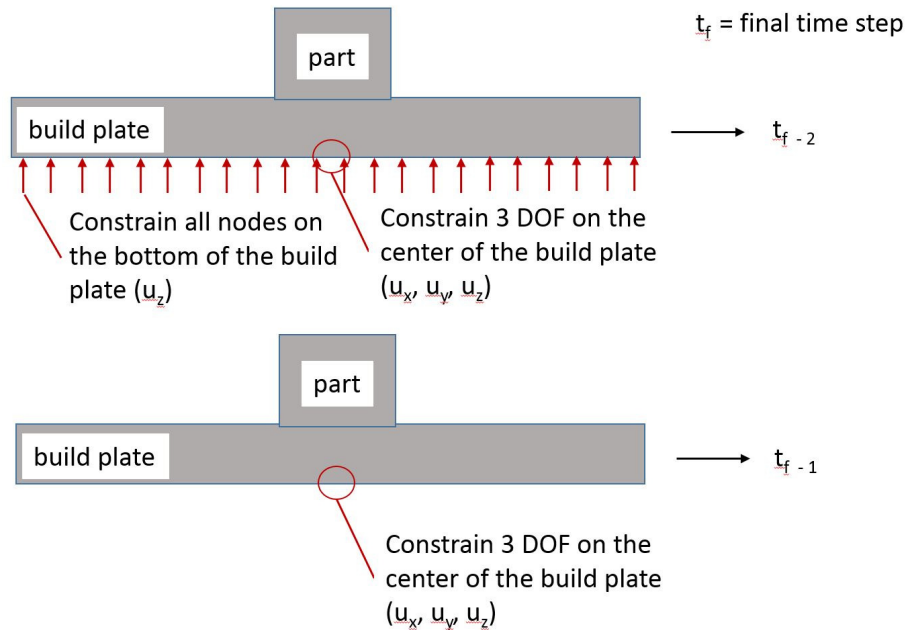 part
t_f = final time step
build plate
t_f - 2
Constrain all nodes on
the bottom of the build
plate (u_z)
Constrain 3 DOF on the
center of the build plate
(u_x, u_y, u_z)
part
build plate
t_f - 1
Constrain 3 DOF on the
center of the build plate
(u_x, u_y, u_z)